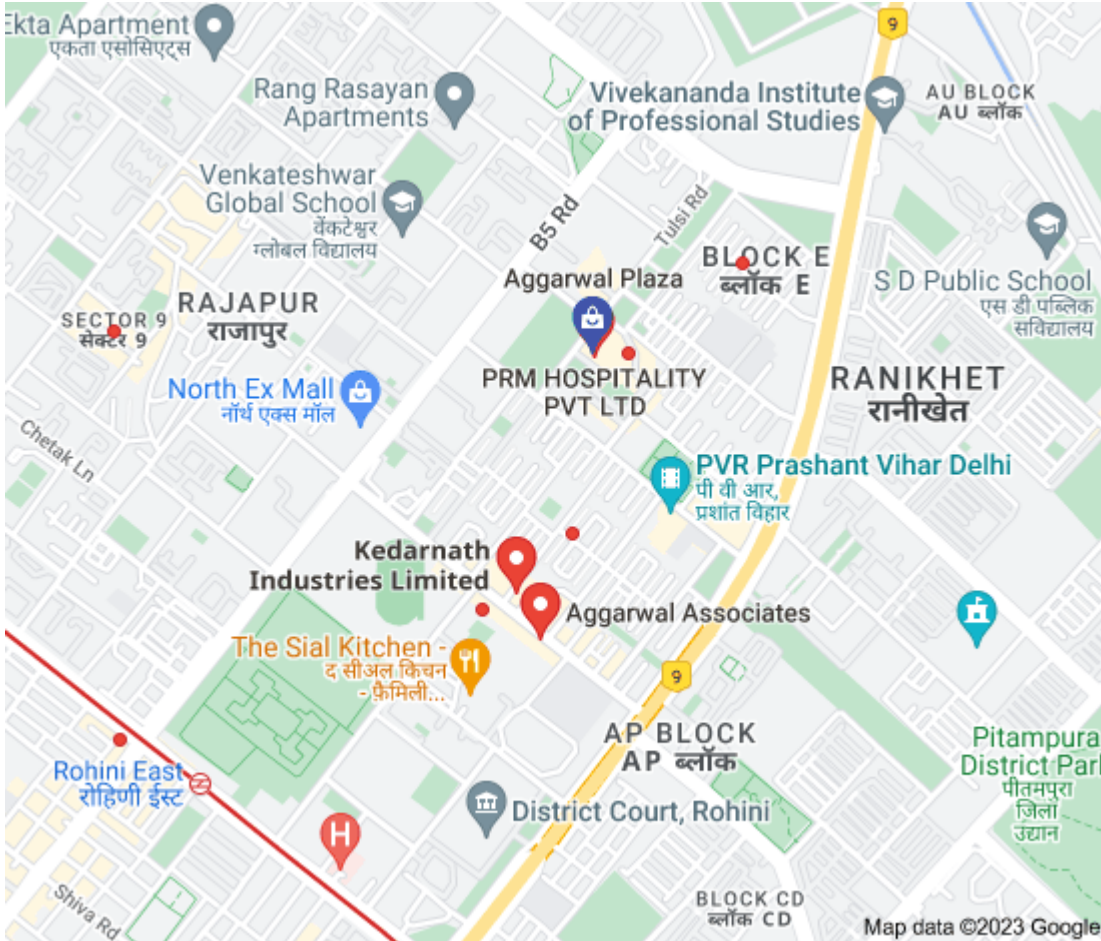 Ekta Apartment
एकता एसोसिएट्स
Rang Rasayan
Apartments
Vivekananda Institute
of Professional Studies
9
AU BLOCK
AU ब्लॉक
Venkateshwar
Global School
वेंकटेश्वर
ग्लोबल विद्यालय
B5 Rd
Tulsi Rd
BLOCK E
ब्लॉक E
S D Public School
एस डी पब्लिक
सविद्यालय
Aggarwal Plaza
RAJAPUR
राजापुर
SECTOR 9
सेक्टर 9
PRM HOSPITALITY
PVT LTD
RANIKHET
रानीखेत
North Ex Mall
नॉर्थ एक्स मॉल
Chetak Ln
PVR Prashant Vihar Delhi
पी वी आर,
प्रशांत विहार
Kedarnath
Industries Limited
Aggarwal Associates
The Sial Kitchen -
द सीअल किचन
- फ़ैमिली...
9
AP BLOCK
AP ब्लॉक
Pitampura
District Park
पीतमपुरा
जिला
उद्यान
Rohini East
रोहिणी ईस्ट
District Court, Rohini
H
Shiva Rd
BLOCK CD
ब्लॉक CD
Map data ©2023 Google